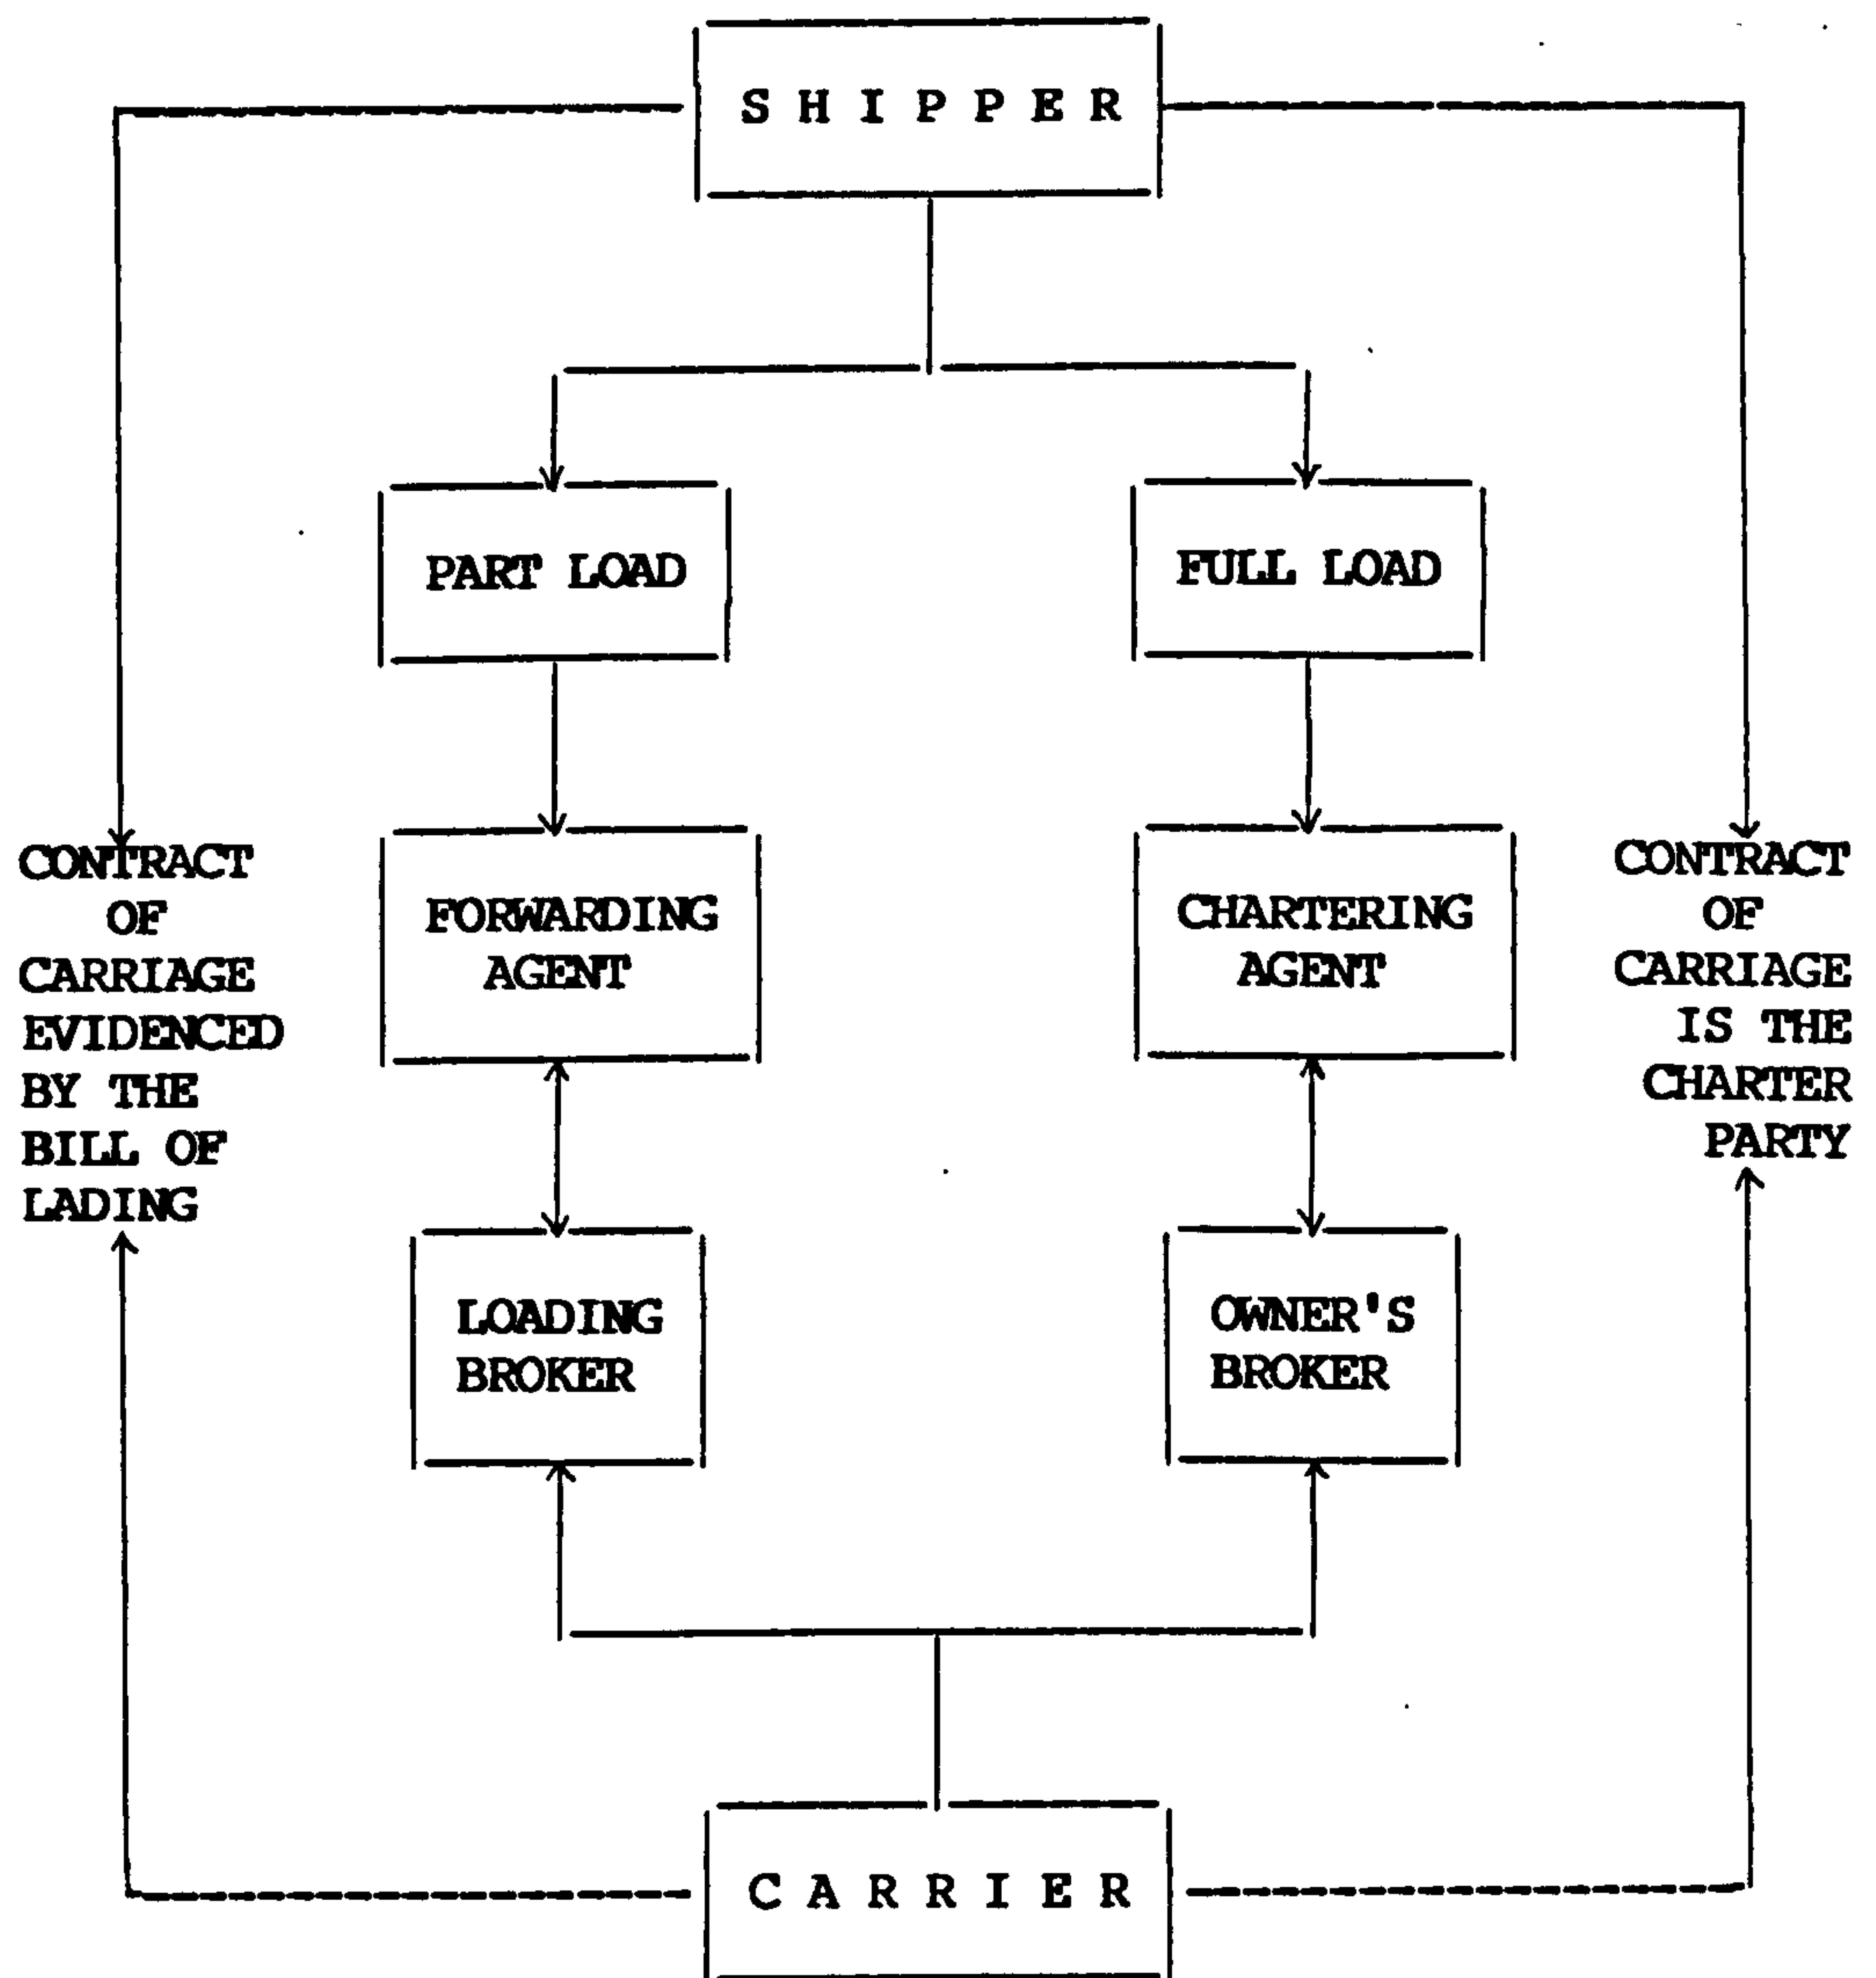 S H I P P E R
PART LOAD
FULL LOAD
CONTRACT
OF
CARRIAGE
EVIDENCED
BY THE
BILL OF
LADING
FORWARDING
AGENT
CHARTERING
AGENT
CONTRACT
OF
CARRIAGE
IS THE
CHARTER
PARTY
LOADING
BROKER
OWNER'S
BROKER
C A R R I E R